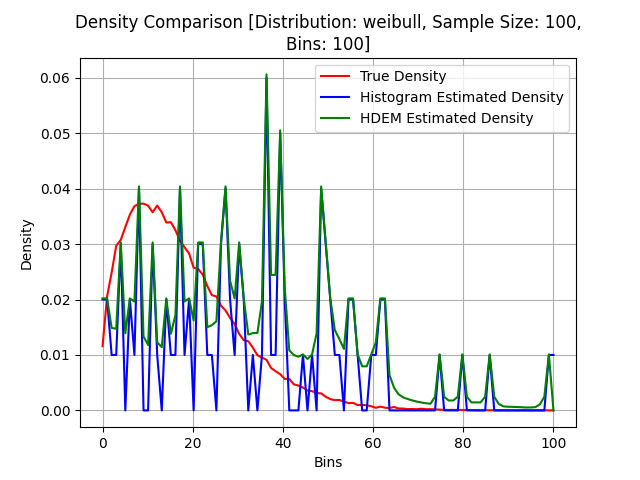 Density Comparison [Distribution: weibull, Sample Size: 100,
Bins: 100]
True Density
Histogram Estimated Density
HDEM Estimated Density
Density
0.06
0.05
0.04
0.03
0.02
0.01
0.00
0 20 40 60 80 100
Bins